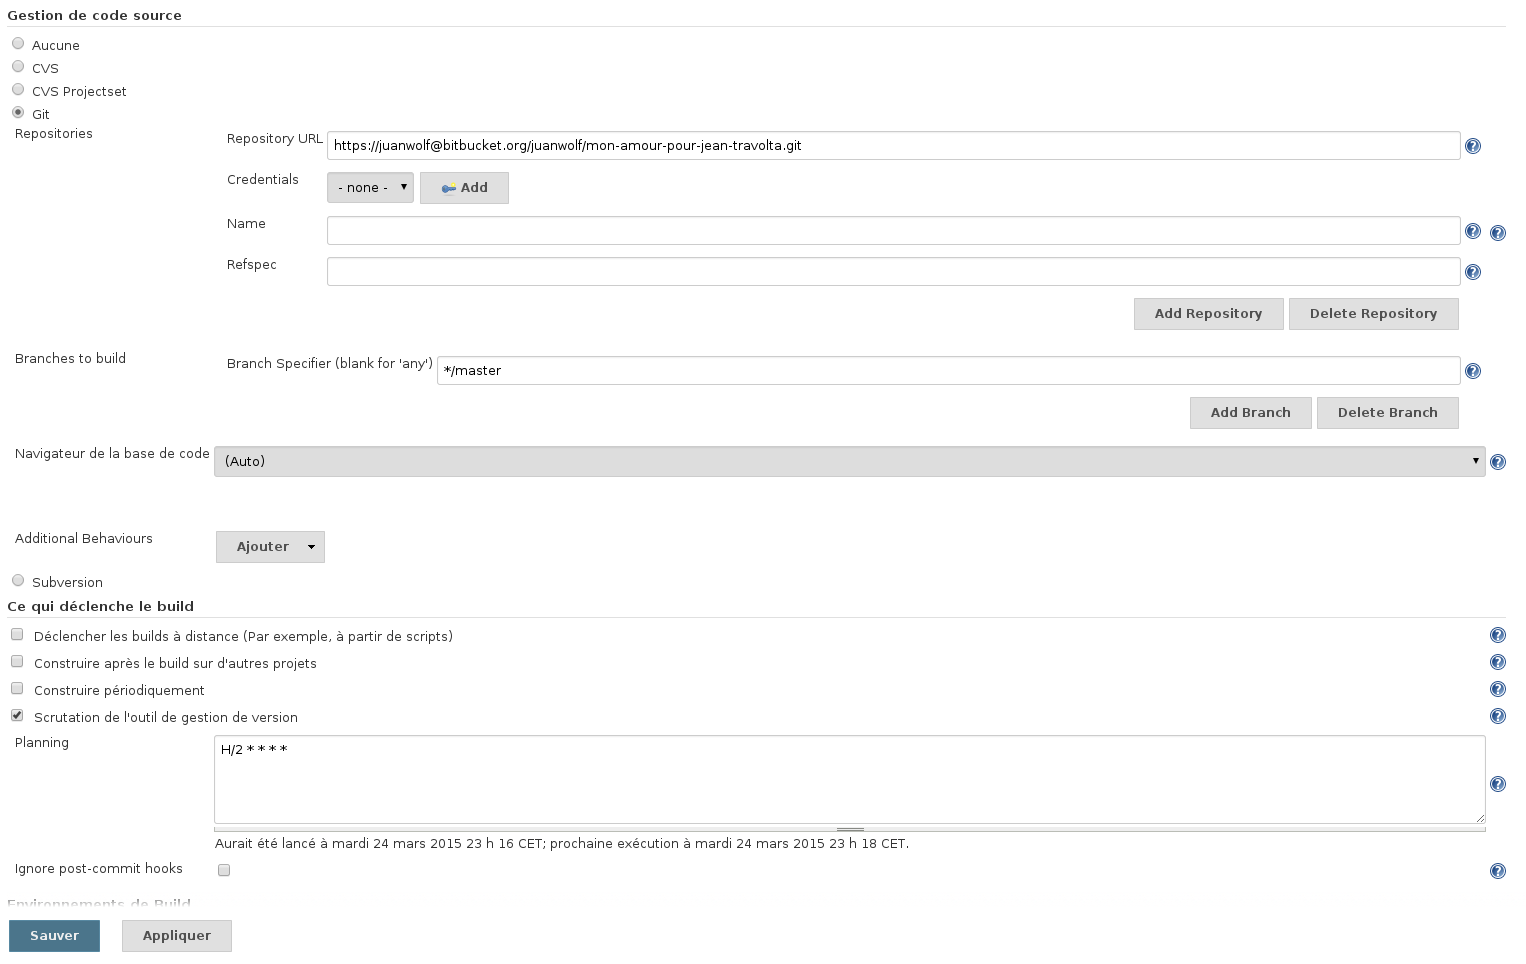 Gestion de code source
Aucune
CVS
CVS Projectset
Git
Repositories
Repository URL https://juanwolf@bitbucket.org/juanwolf/mon-amour-pour-jean-travolta.git
Credentials - none - Add
Name
Refspec
Add Repository Delete Repository
Branches to build Branch Specifier (blank for 'any') */master
Add Branch Delete Branch
Navigateur de la base de code (Auto)
Additional Behaviours Ajouter
Subversion
Ce qui déclenche le build
Déclencher les builds à distance (Par exemple, à partir de scripts)
Construire après le build sur d'autres projets
Construire périodiquement
Scrutation de l'outil de gestion de version
Planning H/2 * * * *
Aurait été lancé à mardi 24 mars 2015 23 h 16 CET; prochaine exécution à mardi 24 mars 2015 23 h 18 CET.
Ignore post-commit hooks
Environnements de Build
Sauver Appliquer